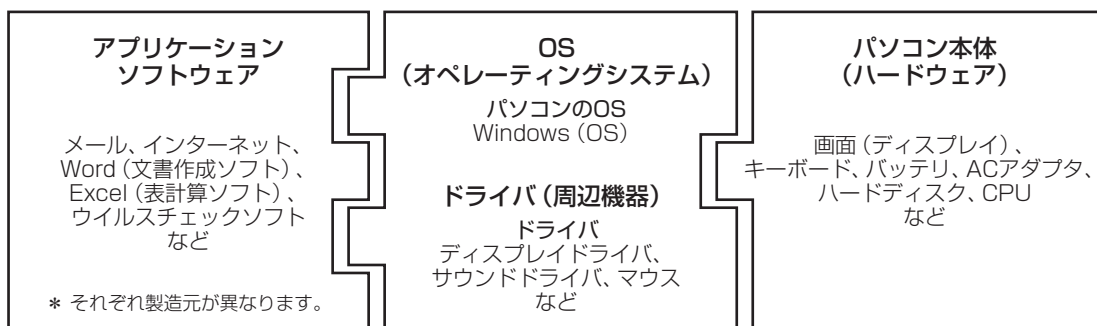 アプリケーション
ソフトウェア
メール、インターネット、
Word（文書作成ソフト）、
Excel（表計算ソフト）、
ウイルスチェックソフト
など
＊ それぞれ製造元が異なります。
OS
（オペレーティングシステム）
パソコンのOS
Windows（OS）
ドライバ（周辺機器）
ドライバ
ディスプレイドライバ、
サウンドドライバ、マウス
など
パソコン本体
（ハードウェア）
画面（ディスプレイ）、
キーボード、バッテリ、ACアダプタ、
ハードディスク、CPU
など